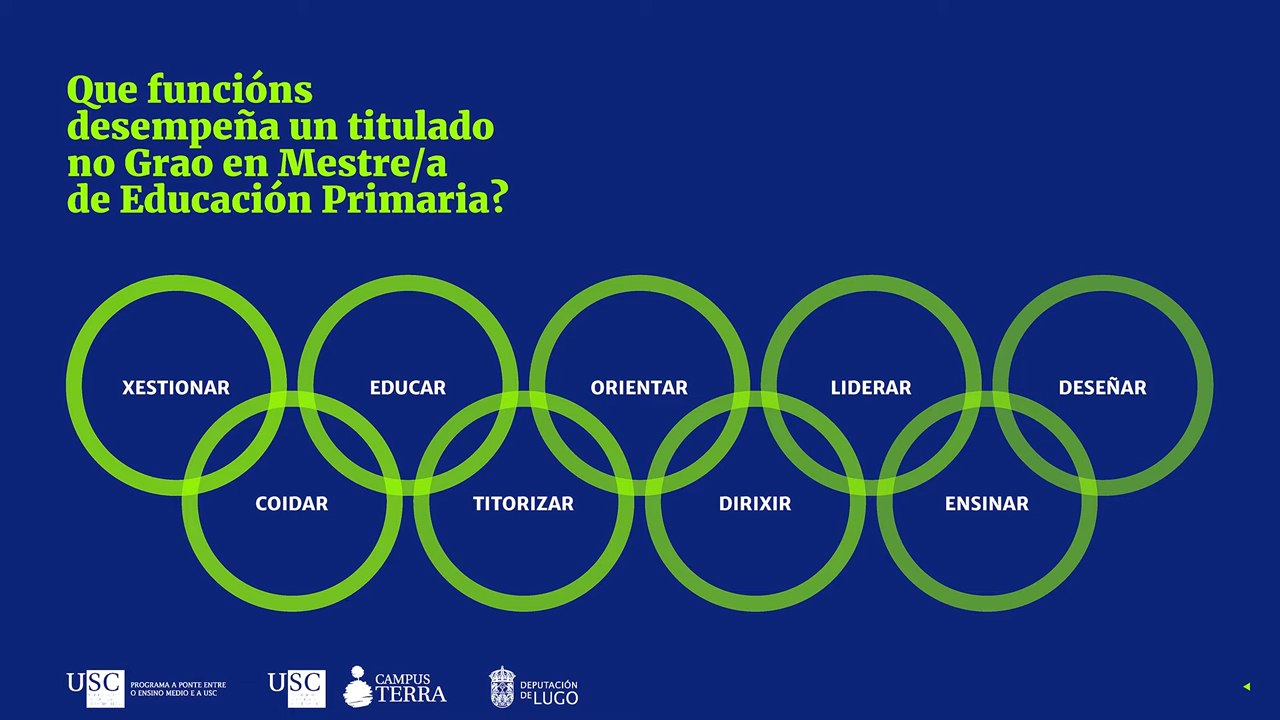 Que funcións
desempeña un titulado
no Grao en Mestre/a
de Educación Primaria?
XESTIONAR
EDUCAR
ORIENTAR
LIDERAR
DESEÑAR
COIDAR
TITORIZAR
DIRIXIR
ENSINAR
USC
PROGRAMA A PONTE ENTRE
O ENSINO MEDIO E A USC
USC
CAMPUS
TERRA
DEPUTACIÓN
DE LUGO